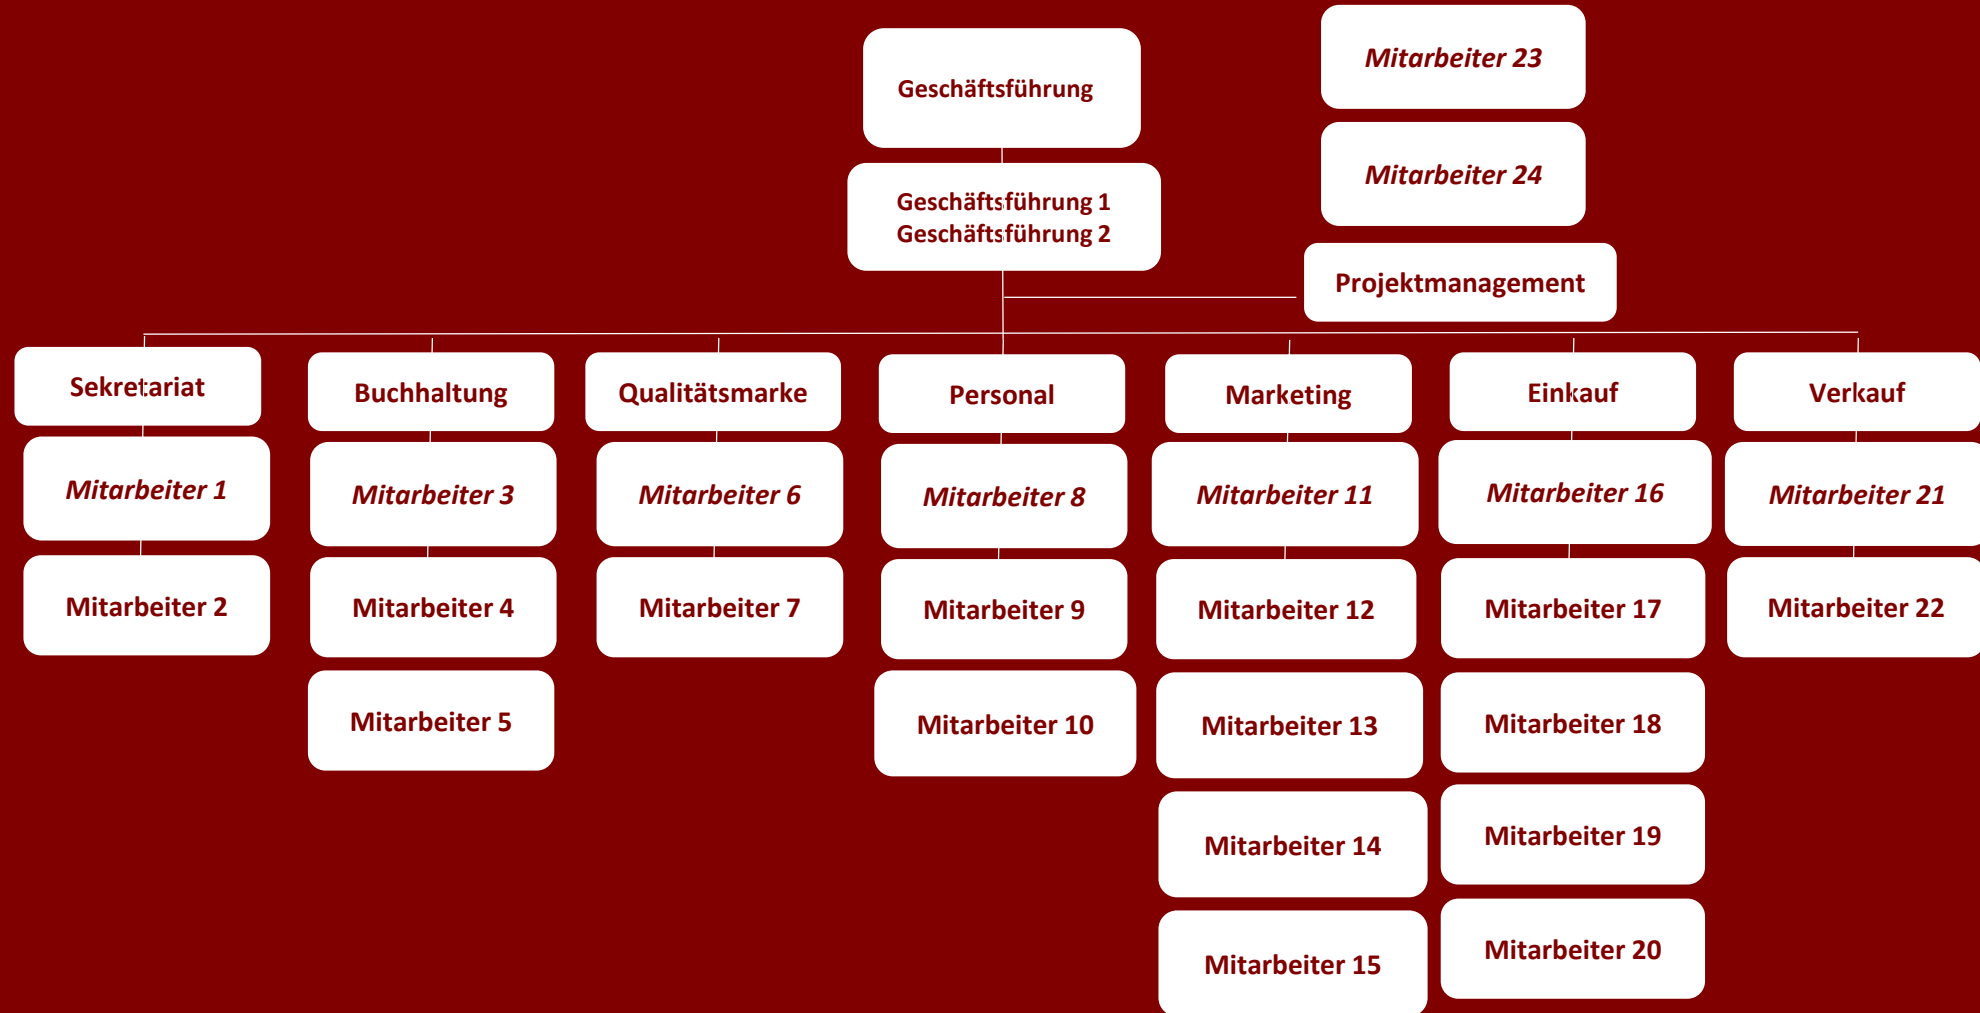 Geschäftsführung
Mitarbeiter 23
Mitarbeiter 24
Geschäftsführung 1
Geschäftsführung 2
Projektmanagement
Sekretariat
Buchhaltung
Qualitätsmarke
Personal
Marketing
Einkauf
Verkauf
Mitarbeiter 1
Mitarbeiter 3
Mitarbeiter 6
Mitarbeiter 8
Mitarbeiter 11
Mitarbeiter 16
Mitarbeiter 21
Mitarbeiter 2
Mitarbeiter 4
Mitarbeiter 7
Mitarbeiter 9
Mitarbeiter 12
Mitarbeiter 17
Mitarbeiter 22
Mitarbeiter 5
Mitarbeiter 10
Mitarbeiter 13
Mitarbeiter 18
Mitarbeiter 14
Mitarbeiter 19
Mitarbeiter 15
Mitarbeiter 20